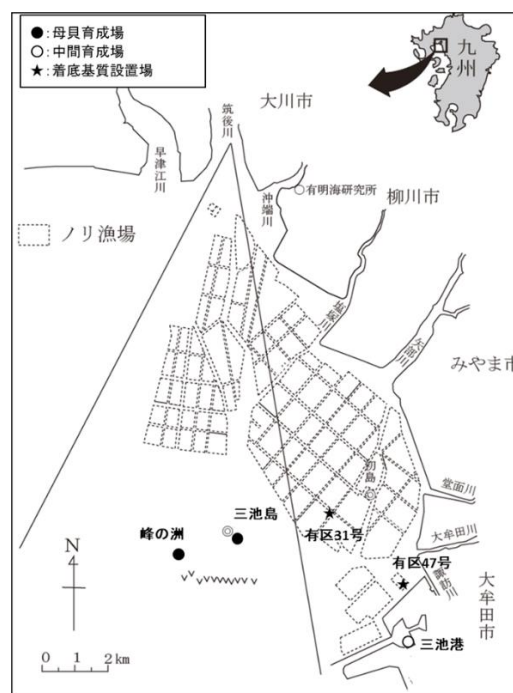 ●:母貝育成場
○:中間育成場
★:着底基質設置場
九州
大川市
筑後川
早津江川
沖端川
有明海研究所
柳川市
ノリ漁場
塩塚川
矢部川
みやま市
初島
堂面川
三池島
峰の洲
有区31号
大牟田川
有区47号
諏訪川
大牟田市
N
三池港
0 1 2km